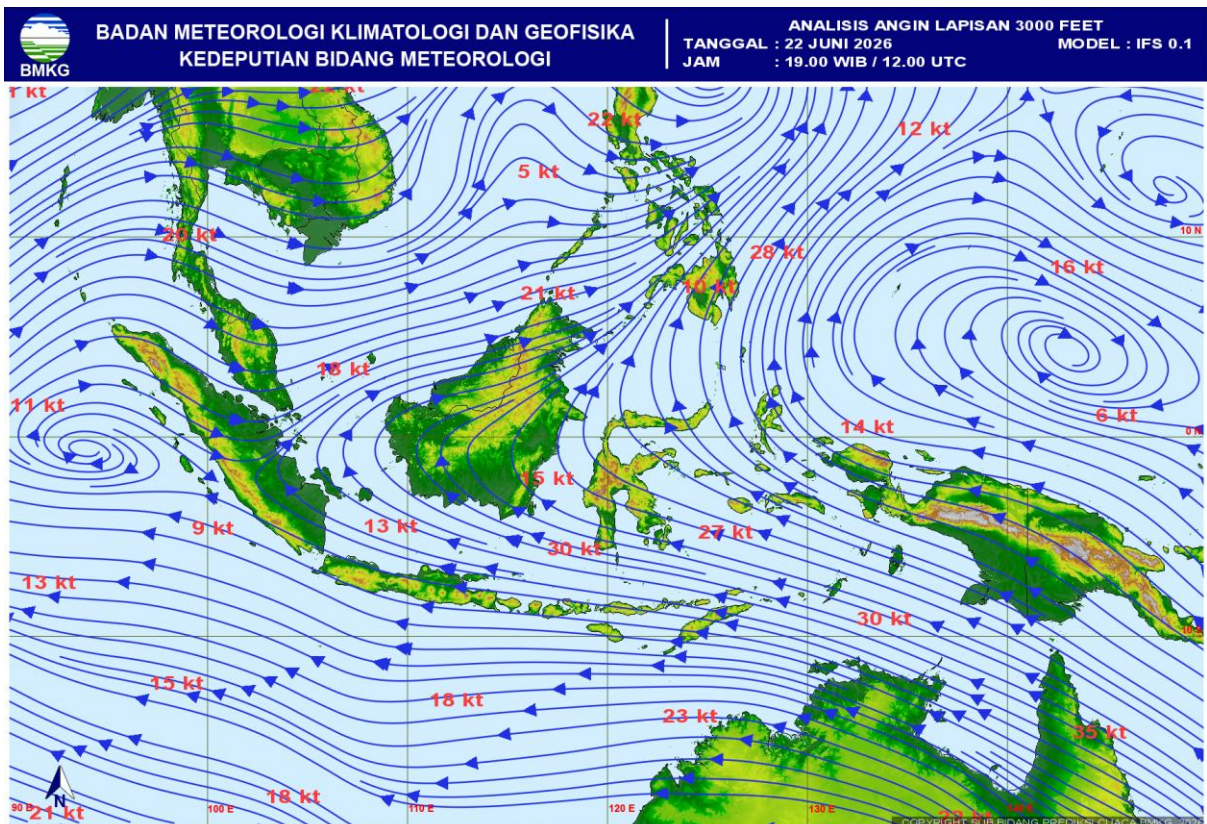 BMKG
BADAN METEOROLOGI KLIMATOLOGI DAN GEOFISIKA
KEDEPUTIAN BIDANG METEOROLOGI
ANALISIS ANGIN LAPISAN 3000 FEET
TANGGAL : 22 JUNI 2026
MODEL : IFS 0.1
JAM : 19.00 WIB / 12.00 UTC
22 kt
12 kt
5 kt
20 kt
10 N
28 kt
16 kt
10 kt
21 kt
18 kt
11 kt
6 kt
14 kt
0 N
15 kt
9 kt
13 kt
27 kt
30 kt
13 kt
30 kt
15 kt
18 kt
23 kt
35 kt
18 kt
21 kt
N
100 E
110 E
120 E
130 E